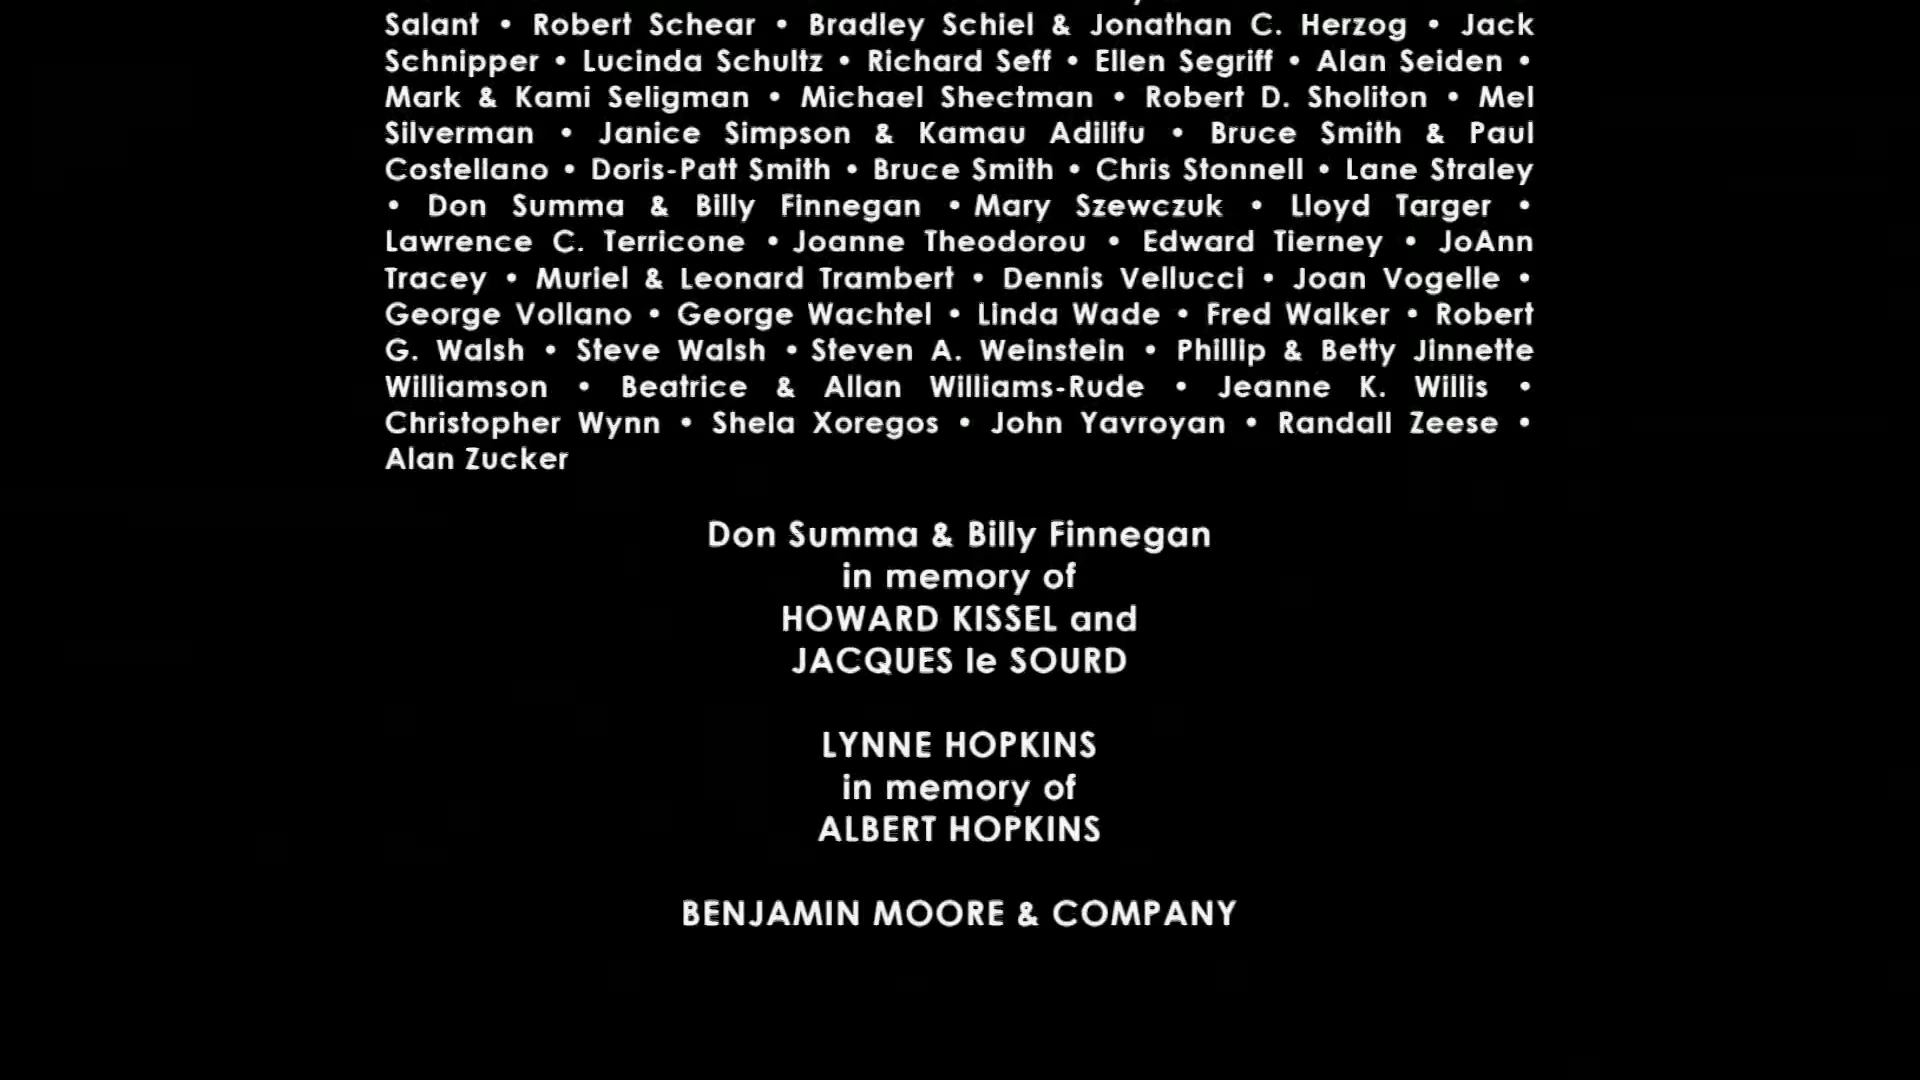 Salant • Robert Schear • Bradley Schiel & Jonathan C. Herzog • Jack
Schnipper • Lucinda Schultz • Richard Seff • Ellen Segriff • Alan Seiden •
Mark & Kami Seligman • Michael Shectman • Robert D. Sholiton • Mel
Silverman • Janice Simpson & Kamau Adilifu • Bruce Smith & Paul
Costellano • Doris-Patt Smith • Bruce Smith • Chris Stonnell • Lane Straley
• Don Summa & Billy Finnegan • Mary Szewczuk • Lloyd Targer •
Lawrence C. Terricone • Joanne Theodorou • Edward Tierney • JoAnn
Tracey • Muriel & Leonard Trambert • Dennis Vellucci • Joan Vogelle •
George Vollano • George Wachtel • Linda Wade • Fred Walker • Robert
G. Walsh • Steve Walsh • Steven A. Weinstein • Phillip & Betty Jinnette
Williamson • Beatrice & Allan Williams-Rude • Jeanne K. Willis •
Christopher Wynn • Shela Xoregos • John Yavroyan • Randall Zeese •
Alan Zucker
Don Summa & Billy Finnegan
in memory of
HOWARD KISSEL and
JACQUES le SOURD
LYNNE HOPKINS
in memory of
ALBERT HOPKINS
BENJAMIN MOORE & COMPANY